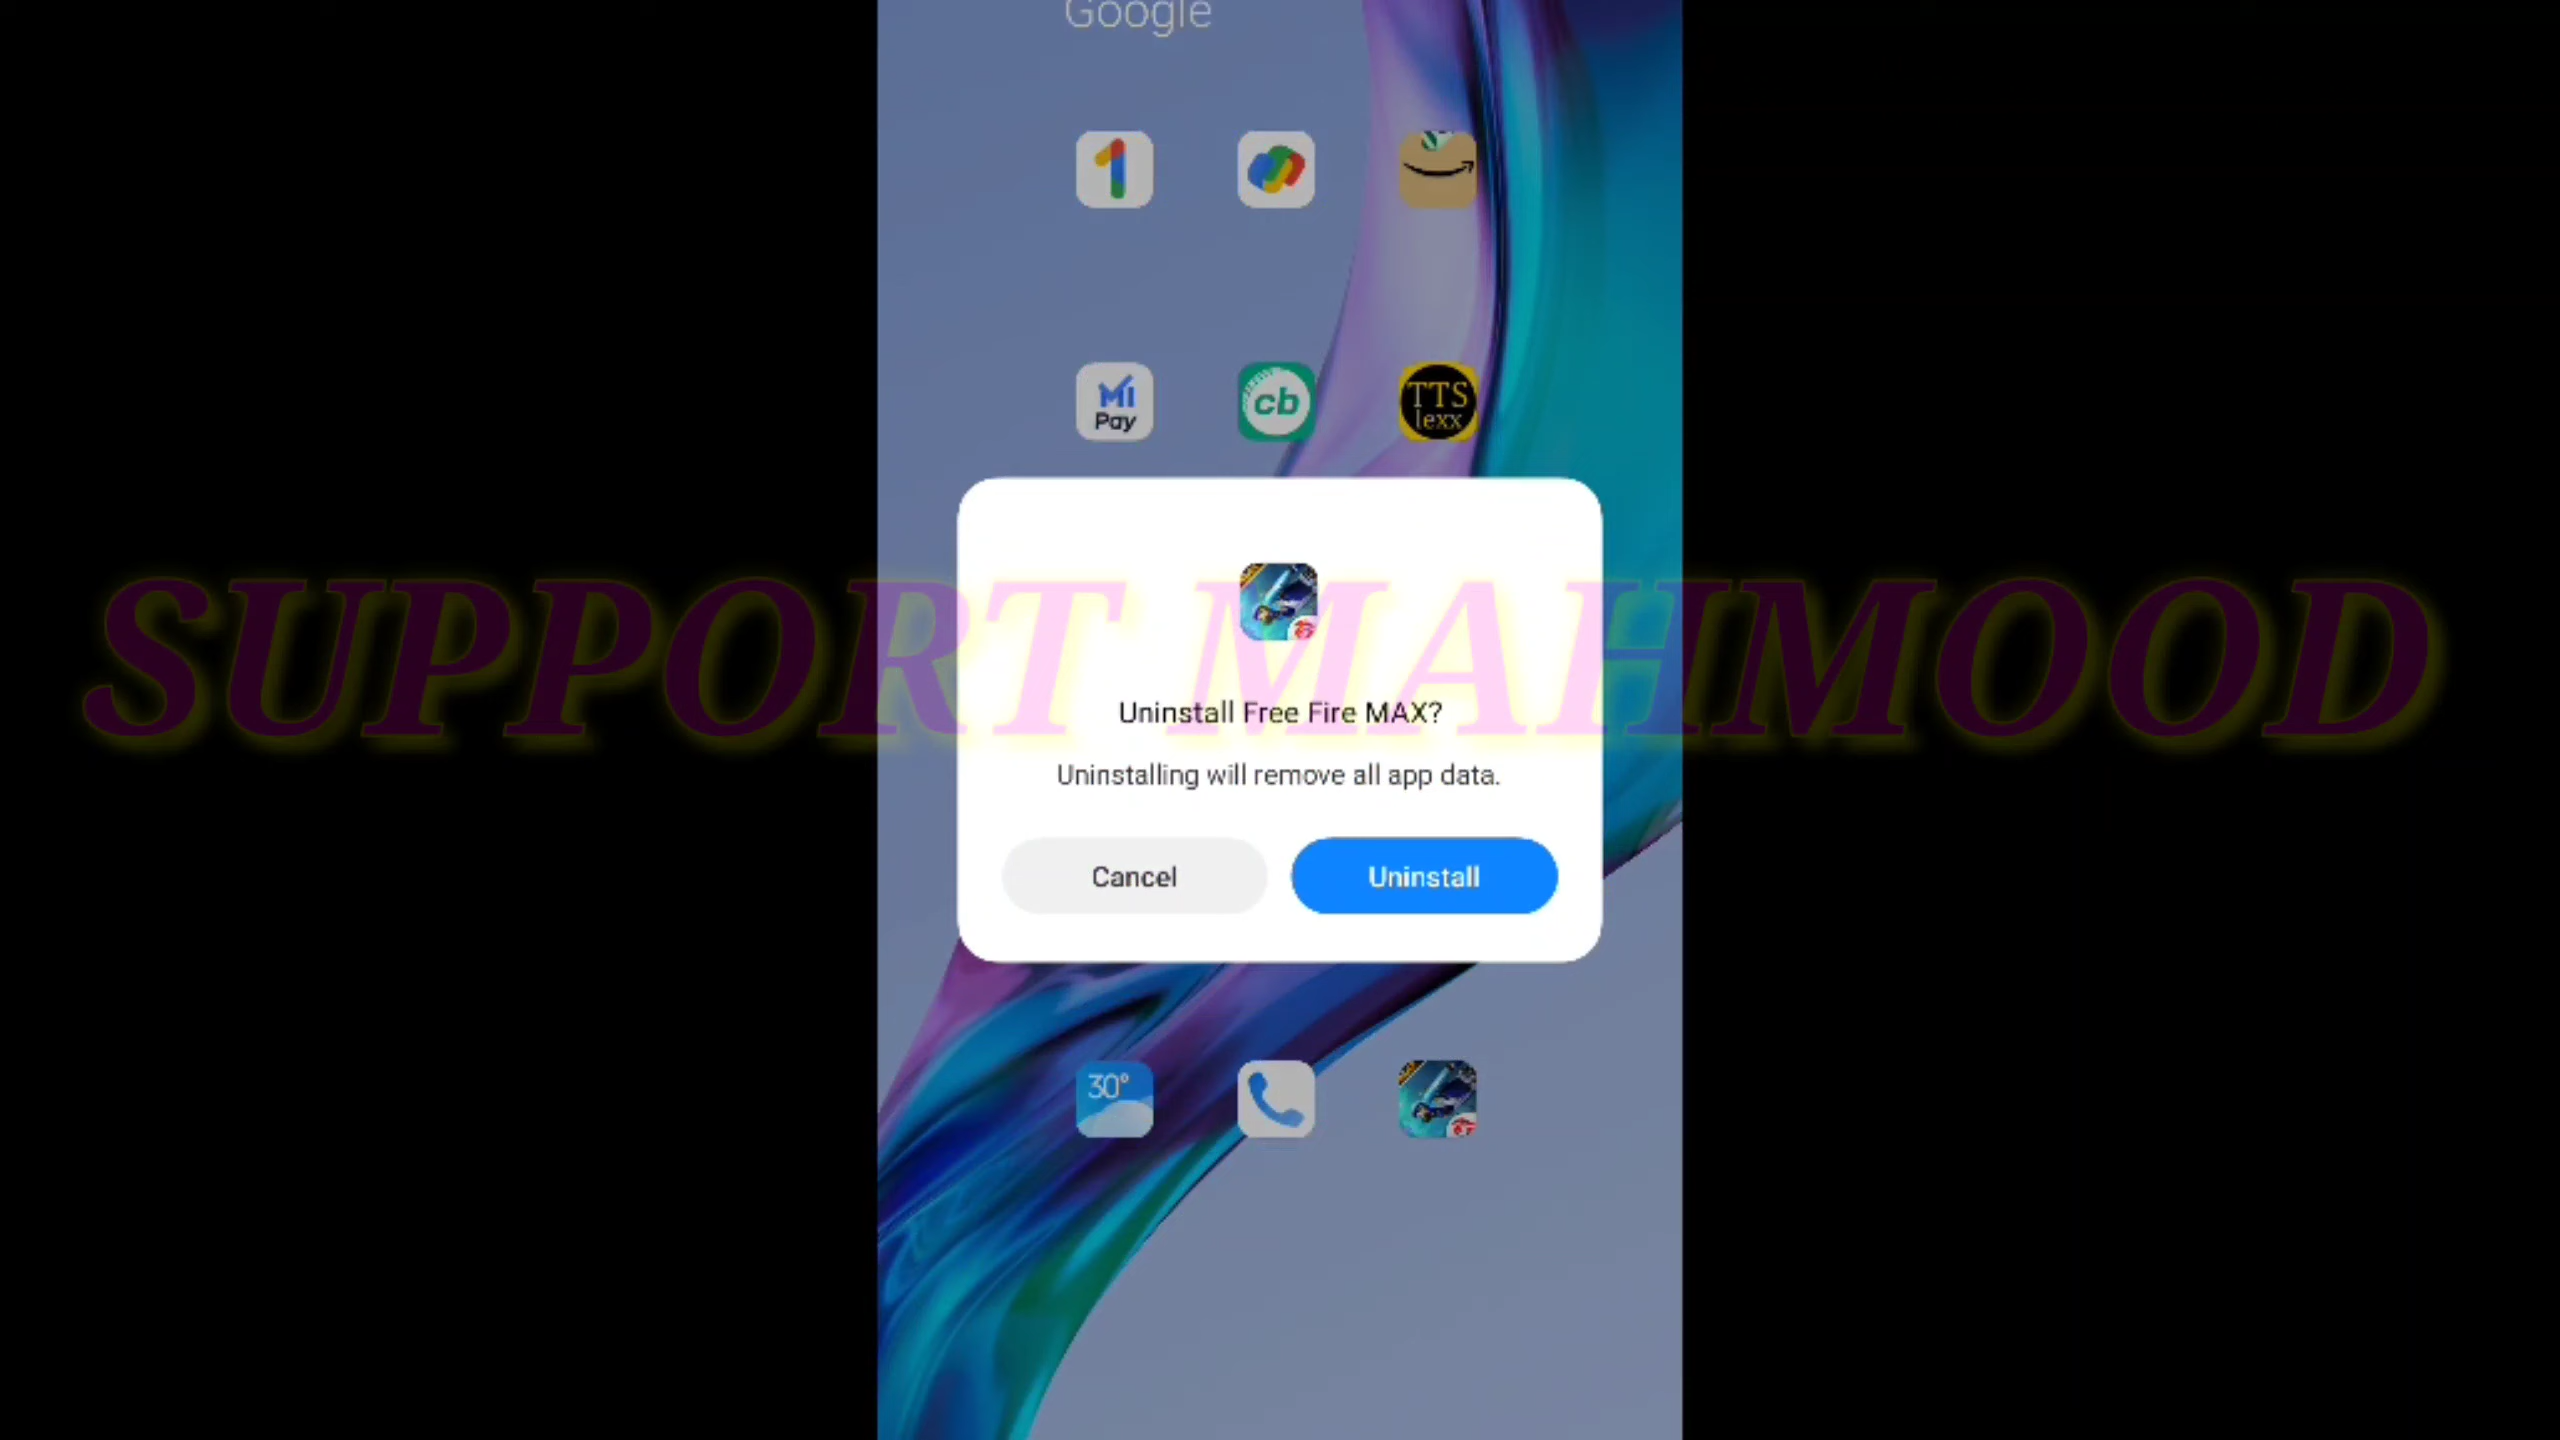 Google
1
MI
Pay
cb
TTS
lexx
SUPPORT MAHMOOD
Uninstall Free Fire MAX?
Uninstalling will remove all app data.
Cancel
Uninstall
30°